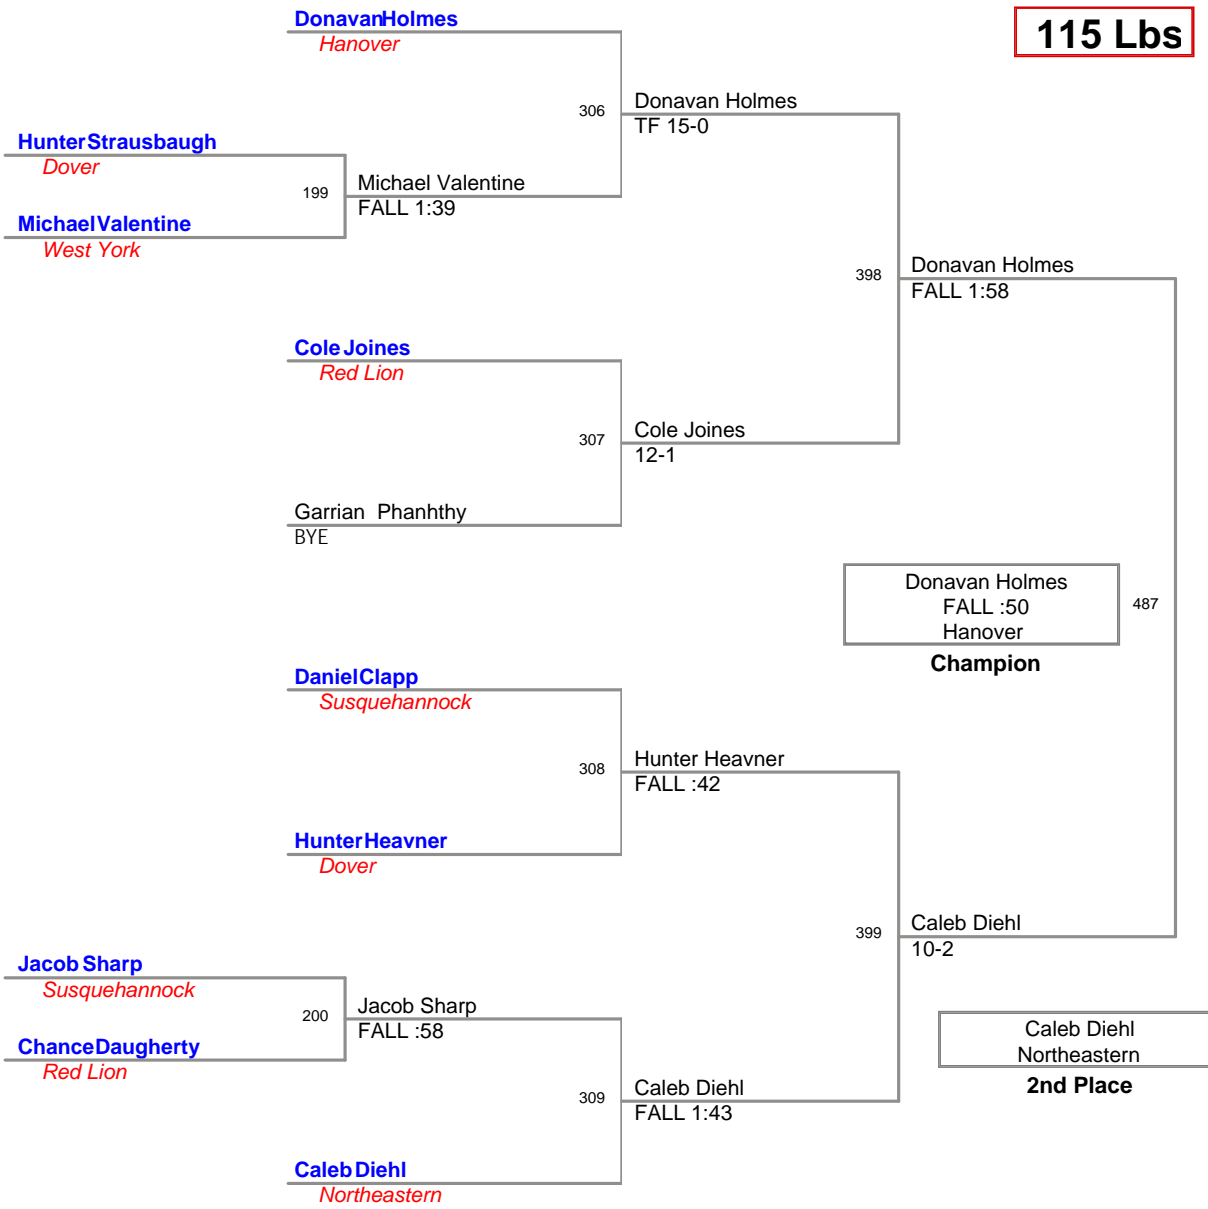 DonavanHolmes
Hanover
115 Lbs
306
Donavan Holmes
TF 15-0
HunterStrausbaugh
Dover
199
Michael Valentine
FALL 1:39
MichaelValentine
West York
398
Donavan Holmes
FALL 1:58
Cole Joines
Red Lion
307
Cole Joines
12-1
Garrian Phanhthy
BYE
Donavan Holmes
FALL :50
Hanover
487
Champion
DanielClapp
Susquehannock
308
Hunter Heavner
FALL :42
HunterHeavner
Dover
399
Caleb Diehl
10-2
Jacob Sharp
Susquehannock
200
Jacob Sharp
FALL :58
ChanceDaugherty
Red Lion
Caleb Diehl
Northeastern
2nd Place
309
Caleb Diehl
FALL 1:43
CalebDiehl
Northeastern